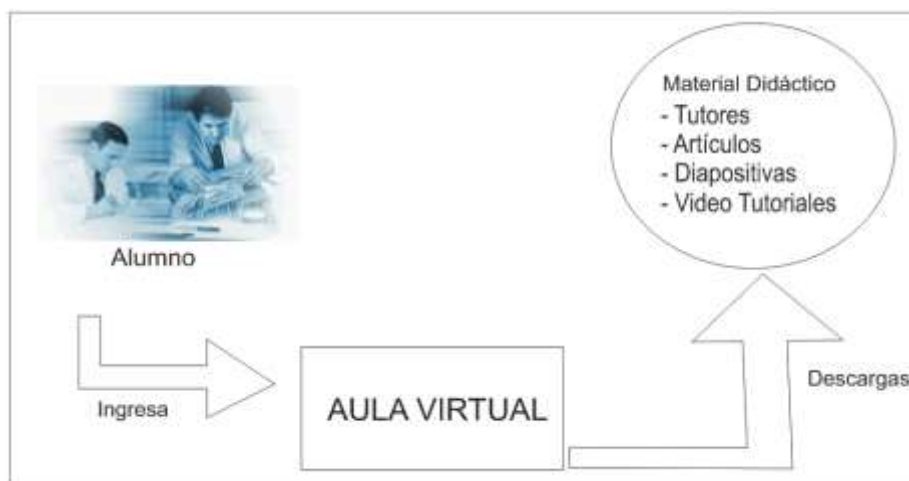 Material Didáctico
- Tutores
- Artículos
- Diapositivas
- Video Tutoriales
Alumno
Descargas
Ingresa
AULA VIRTUAL